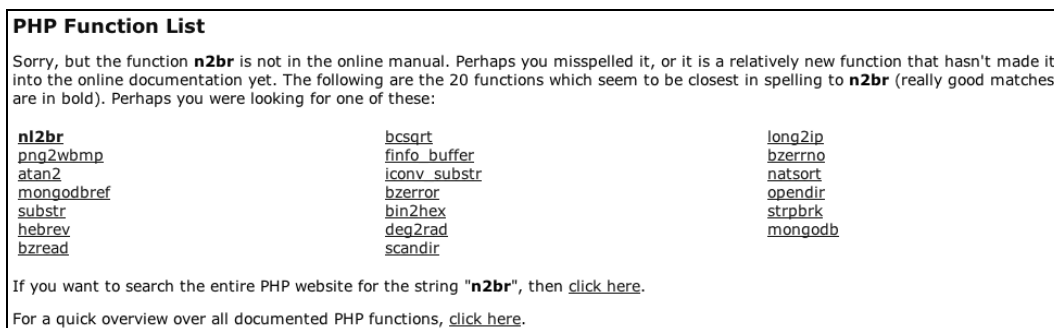 PHP Function List
Sorry, but the function n2br is not in the online manual. Perhaps you misspelled it, or it is a relatively new function that hasn't made it
into the online documentation yet. The following are the 20 functions which seem to be closest in spelling to n2br (really good matches
are in bold). Perhaps you were looking for one of these:
nl2br
png2wbmp
atan2
mongodbref
substr
hebrev
bzread
bcsqrt
finfo_buffer
iconv_substr
bzerror
bin2hex
deg2rad
scandir
long2ip
bzerrno
natsort
opendir
strpbrk
mongodb
If you want to search the entire PHP website for the string "n2br", then click here.
For a quick overview over all documented PHP functions, click here.